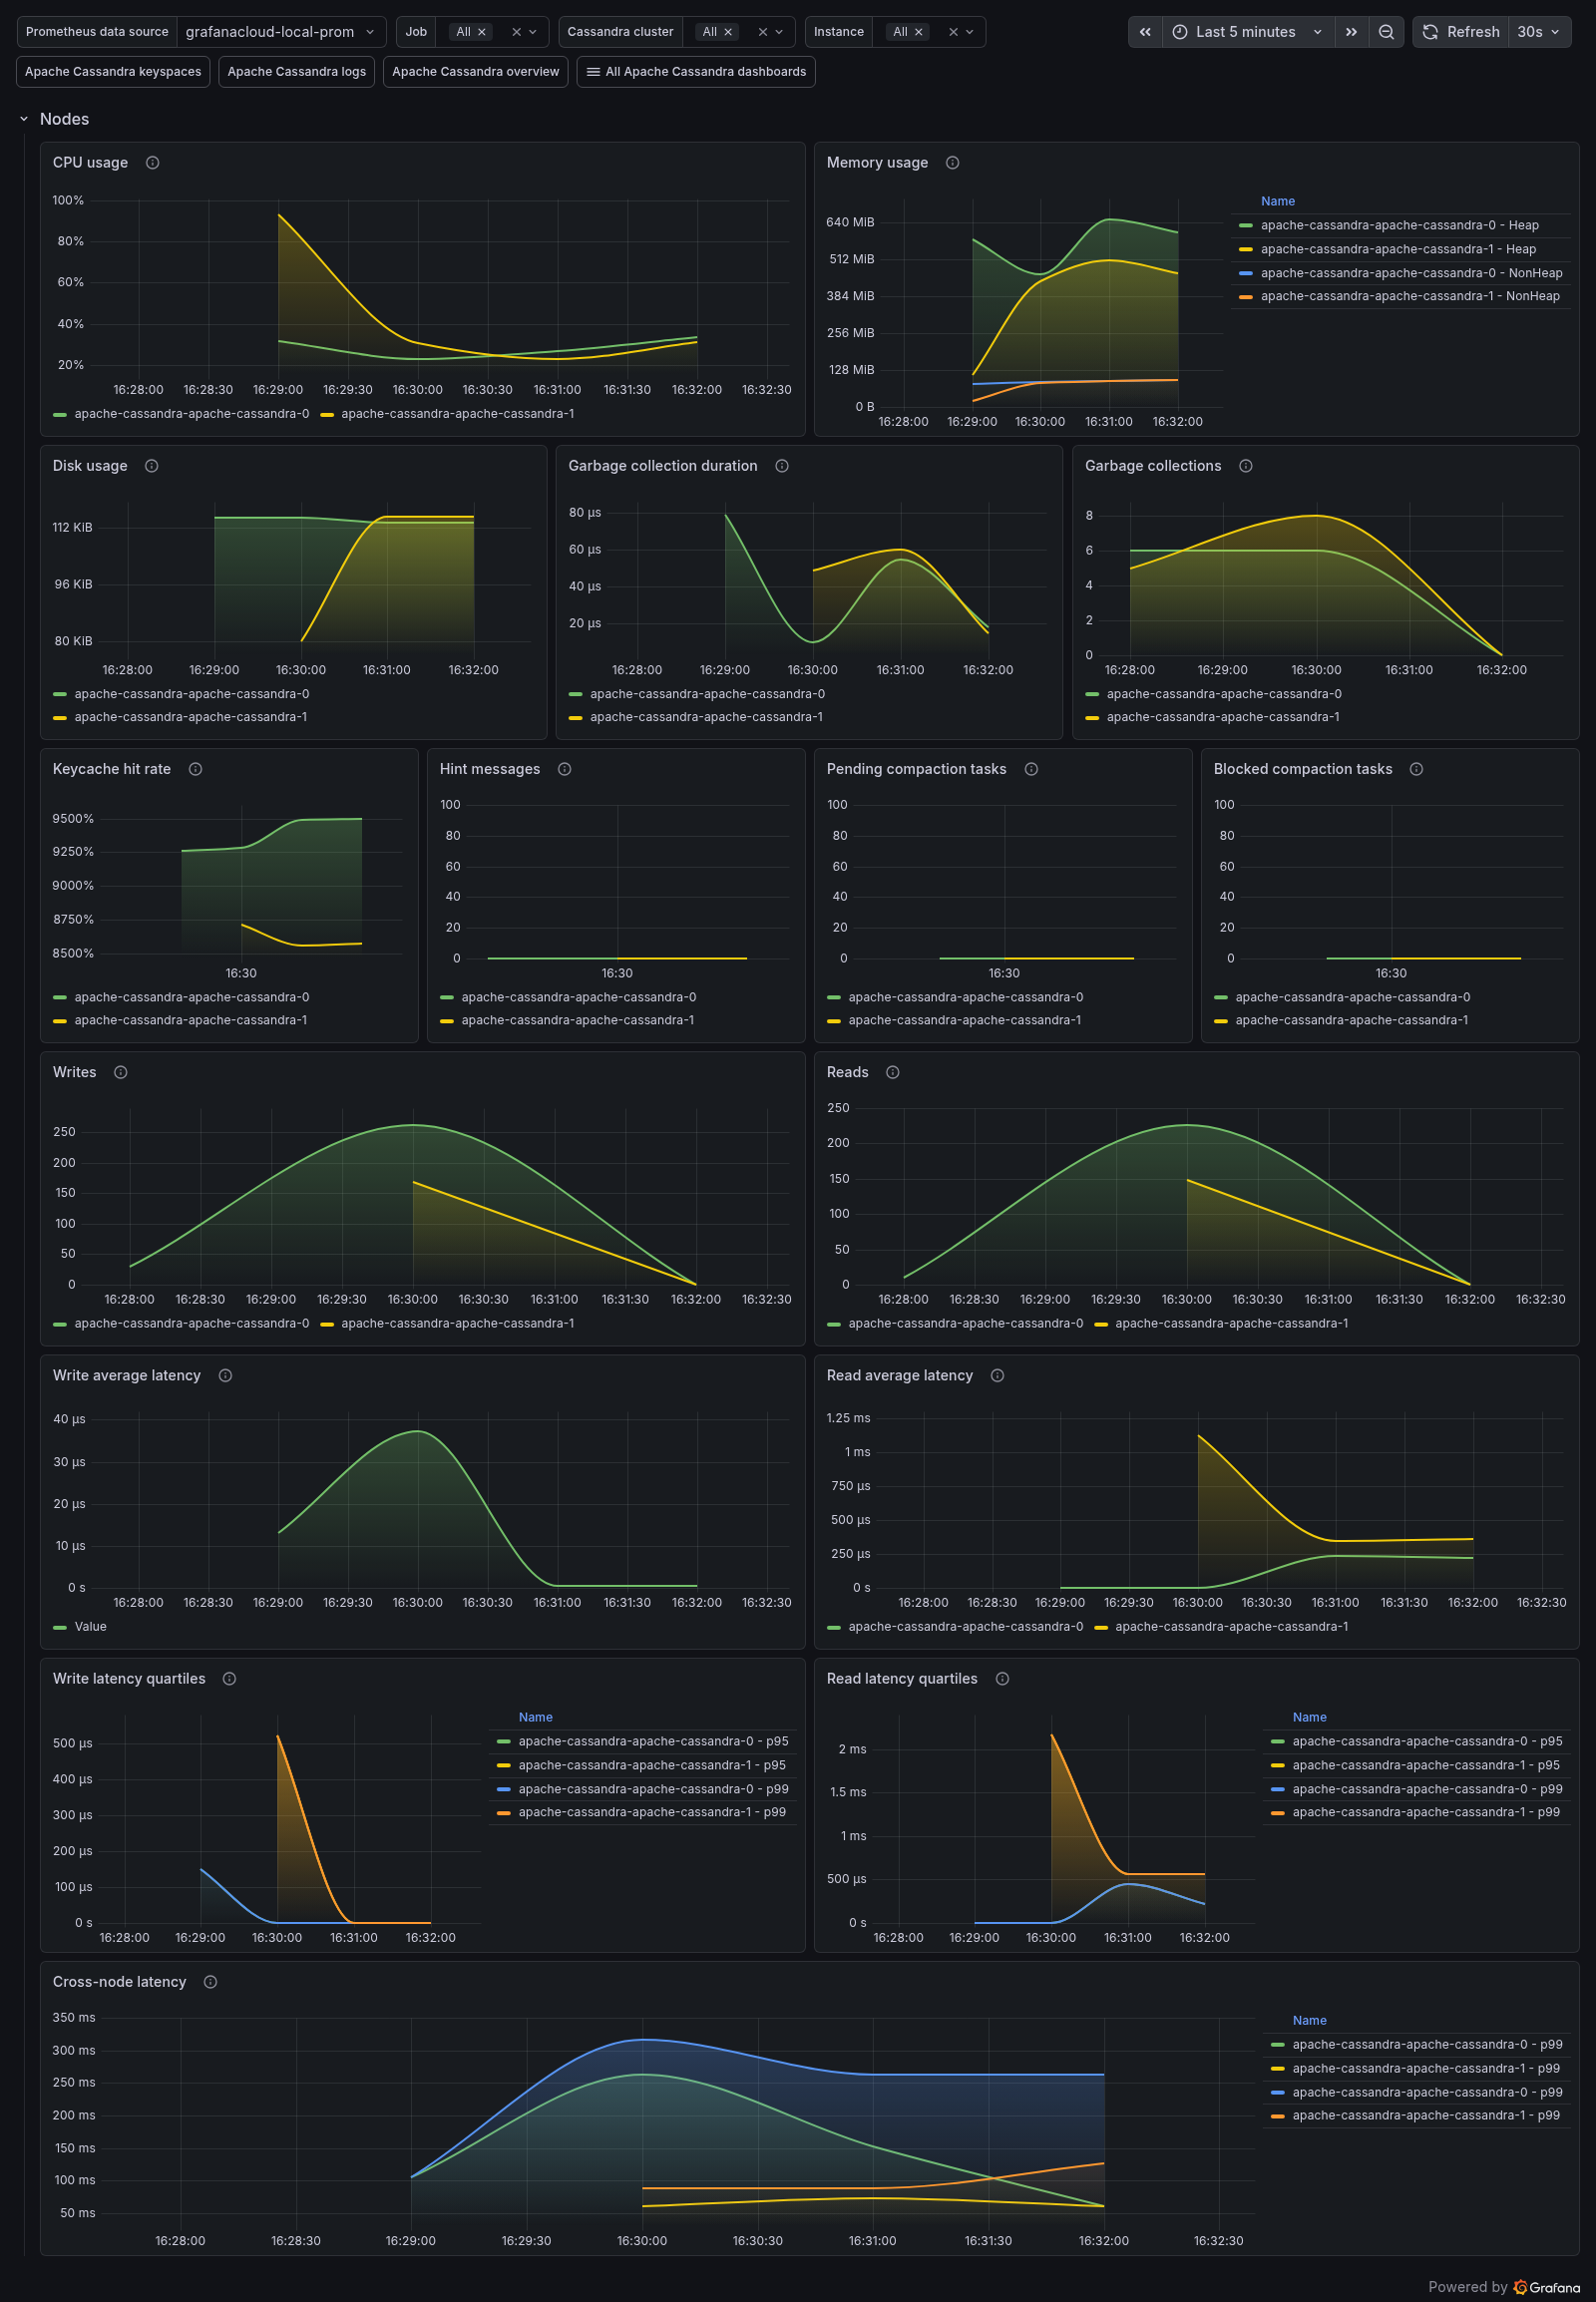 Prometheus data source grafanacloud-local-prom Job All Cassandra cluster All Instance All Last 5 minutes Refresh 30s
Apache Cassandra keyspaces Apache Cassandra logs Apache Cassandra overview All Apache Cassandra dashboards
Nodes
CPU usage
100%
80%
60%
40%
20%
16:28:00 16:28:30 16:29:00 16:29:30 16:30:00 16:30:30 16:31:00 16:31:30 16:32:00 16:32:30
apache-cassandra-apache-cassandra-0 apache-cassandra-apache-cassandra-1
Memory usage
640 MiB
512 MiB
384 MiB
256 MiB
128 MiB
0 B
16:28:00 16:29:00 16:30:00 16:31:00 16:32:00
Name
apache-cassandra-apache-cassandra-0 - Heap
apache-cassandra-apache-cassandra-1 - Heap
apache-cassandra-apache-cassandra-0 - NonHeap
apache-cassandra-apache-cassandra-1 - NonHeap
Disk usage
112 KiB
96 KiB
80 KiB
16:28:00 16:29:00 16:30:00 16:31:00 16:32:00
apache-cassandra-apache-cassandra-0
apache-cassandra-apache-cassandra-1
Garbage collection duration
80 µs
60 µs
40 µs
20 µs
16:28:00 16:29:00 16:30:00 16:31:00 16:32:00
apache-cassandra-apache-cassandra-0
apache-cassandra-apache-cassandra-1
Garbage collections
8
6
4
2
0
16:28:00 16:29:00 16:30:00 16:31:00 16:32:00
apache-cassandra-apache-cassandra-0
apache-cassandra-apache-cassandra-1
Keycache hit rate
9500%
9250%
9000%
8750%
8500%
16:30
apache-cassandra-apache-cassandra-0
apache-cassandra-apache-cassandra-1
Hint messages
100
80
60
40
20
0
16:30
apache-cassandra-apache-cassandra-0
apache-cassandra-apache-cassandra-1
Pending compaction tasks
100
80
60
40
20
0
16:30
apache-cassandra-apache-cassandra-0
apache-cassandra-apache-cassandra-1
Blocked compaction tasks
100
80
60
40
20
0
16:30
apache-cassandra-apache-cassandra-0
apache-cassandra-apache-cassandra-1
Writes
250
200
150
100
50
0
16:28:00 16:28:30 16:29:00 16:29:30 16:30:00 16:30:30 16:31:00 16:31:30 16:32:00 16:32:30
apache-cassandra-apache-cassandra-0 apache-cassandra-apache-cassandra-1
Reads
250
200
150
100
50
0
16:28:00 16:28:30 16:29:00 16:29:30 16:30:00 16:30:30 16:31:00 16:31:30 16:32:00 16:32:30
apache-cassandra-apache-cassandra-0 apache-cassandra-apache-cassandra-1
Write average latency
40 µs
30 µs
20 µs
10 µs
0 s
16:28:00 16:28:30 16:29:00 16:29:30 16:30:00 16:30:30 16:31:00 16:31:30 16:32:00 16:32:30
Value
Read average latency
1.25 ms
1 ms
750 µs
500 µs
250 µs
0 s
16:28:00 16:28:30 16:29:00 16:29:30 16:30:00 16:30:30 16:31:00 16:31:30 16:32:00 16:32:30
apache-cassandra-apache-cassandra-0 apache-cassandra-apache-cassandra-1
Write latency quartiles
500 µs
400 µs
300 µs
200 µs
100 µs
0 s
16:28:00 16:29:00 16:30:00 16:31:00 16:32:00
Name
apache-cassandra-apache-cassandra-0 - p95
apache-cassandra-apache-cassandra-1 - p95
apache-cassandra-apache-cassandra-0 - p99
apache-cassandra-apache-cassandra-1 - p99
Read latency quartiles
2 ms
1.5 ms
1 ms
500 µs
0 s
16:28:00 16:29:00 16:30:00 16:31:00 16:32:00
Name
apache-cassandra-apache-cassandra-0 - p95
apache-cassandra-apache-cassandra-1 - p95
apache-cassandra-apache-cassandra-0 - p99
apache-cassandra-apache-cassandra-1 - p99
Cross-node latency
350 ms
300 ms
250 ms
200 ms
150 ms
100 ms
50 ms
16:28:00 16:28:30 16:29:00 16:29:30 16:30:00 16:30:30 16:31:00 16:31:30 16:32:00 16:32:30
Name
apache-cassandra-apache-cassandra-0 - p99
apache-cassandra-apache-cassandra-1 - p99
apache-cassandra-apache-cassandra-0 - p99
apache-cassandra-apache-cassandra-1 - p99
Powered by Grafana